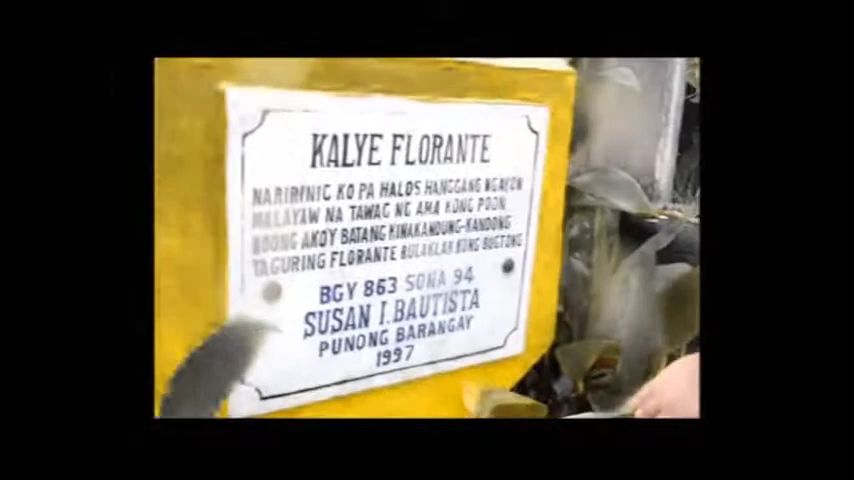 KALYE FLORANTE
NARIRINIG KO PA HALOS HANGGANG NGAYON
MALAYAW NA TAWAG NG AMA KONG POON
NOONG AKO'Y BATANG KINAKANDUNG-KANDONG
TAGURING FLORANTE BULAKLAK KONG BUGTONG
BGY 863 SONA 94
SUSAN I. BAUTISTA
PUNONG BARANGAY
1997